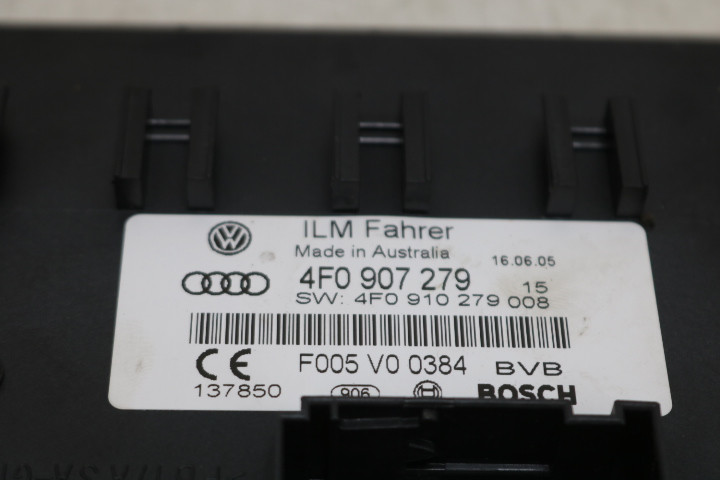 ILM Fahrer
Made in Australia 16.06.05
4F0 907 279 15
SW: 4F0 910 279 008
CE F005 V0 0384 BVB
137850 906 BOSCH